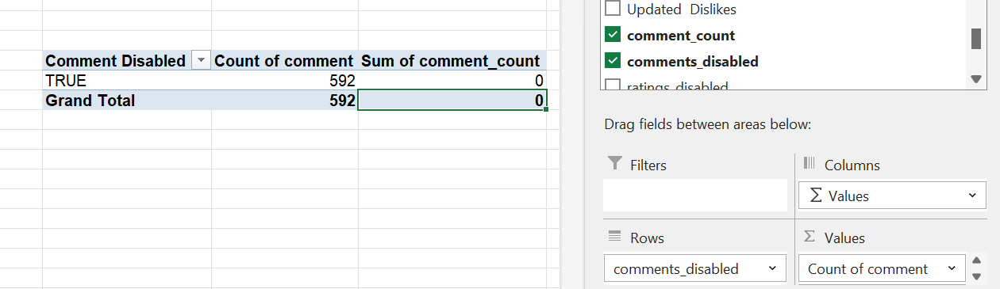 Updated  Dislikes
comment_count
comments_disabled
ratings_disabled
Comment Disabled Count of comment Sum of comment_count
TRUE 592 0
Grand Total 592 0
Drag fields between areas below:
Filters
Columns
Σ Values
Rows
Σ Values
comments_disabled
Count of comment